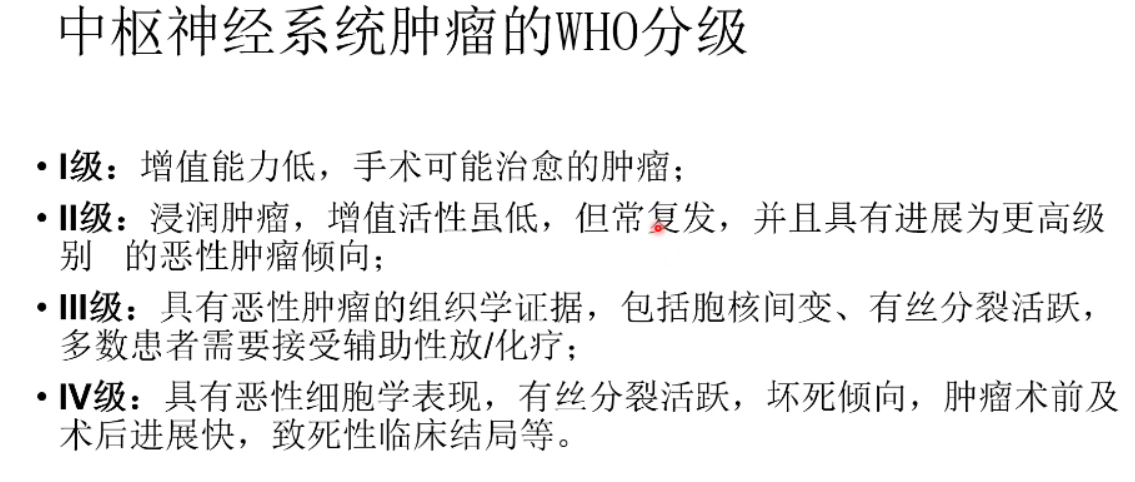 中枢神经系统肿瘤的WHO分级
• I级：增值能力低，手术可能治愈的肿瘤；
• II级：浸润肿瘤，增值活性虽低，但常复发，并且具有进展为更高级
别 的恶性肿瘤倾向；
• III级：具有恶性肿瘤的组织学证据，包括胞核间变、有丝分裂活跃，
多数患者需要接受辅助性放/化疗；
• IV级：具有恶性细胞学表现，有丝分裂活跃，坏死倾向，肿瘤术前及
术后进展快，致死性临床结局等。